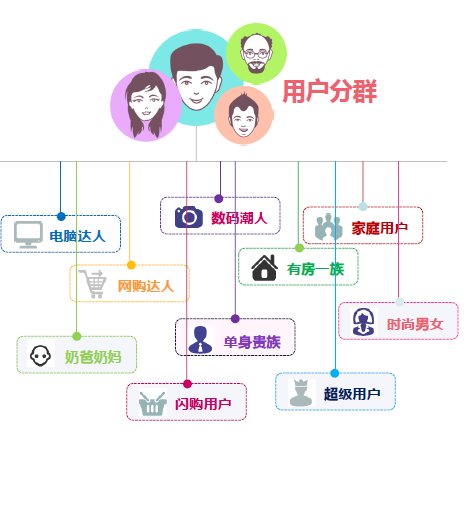 用户分群
数码潮人
家庭用户
电脑达人
有房一族
网购达人
时尚男女
单身贵族
奶爸奶妈
超级用户
闪购用户